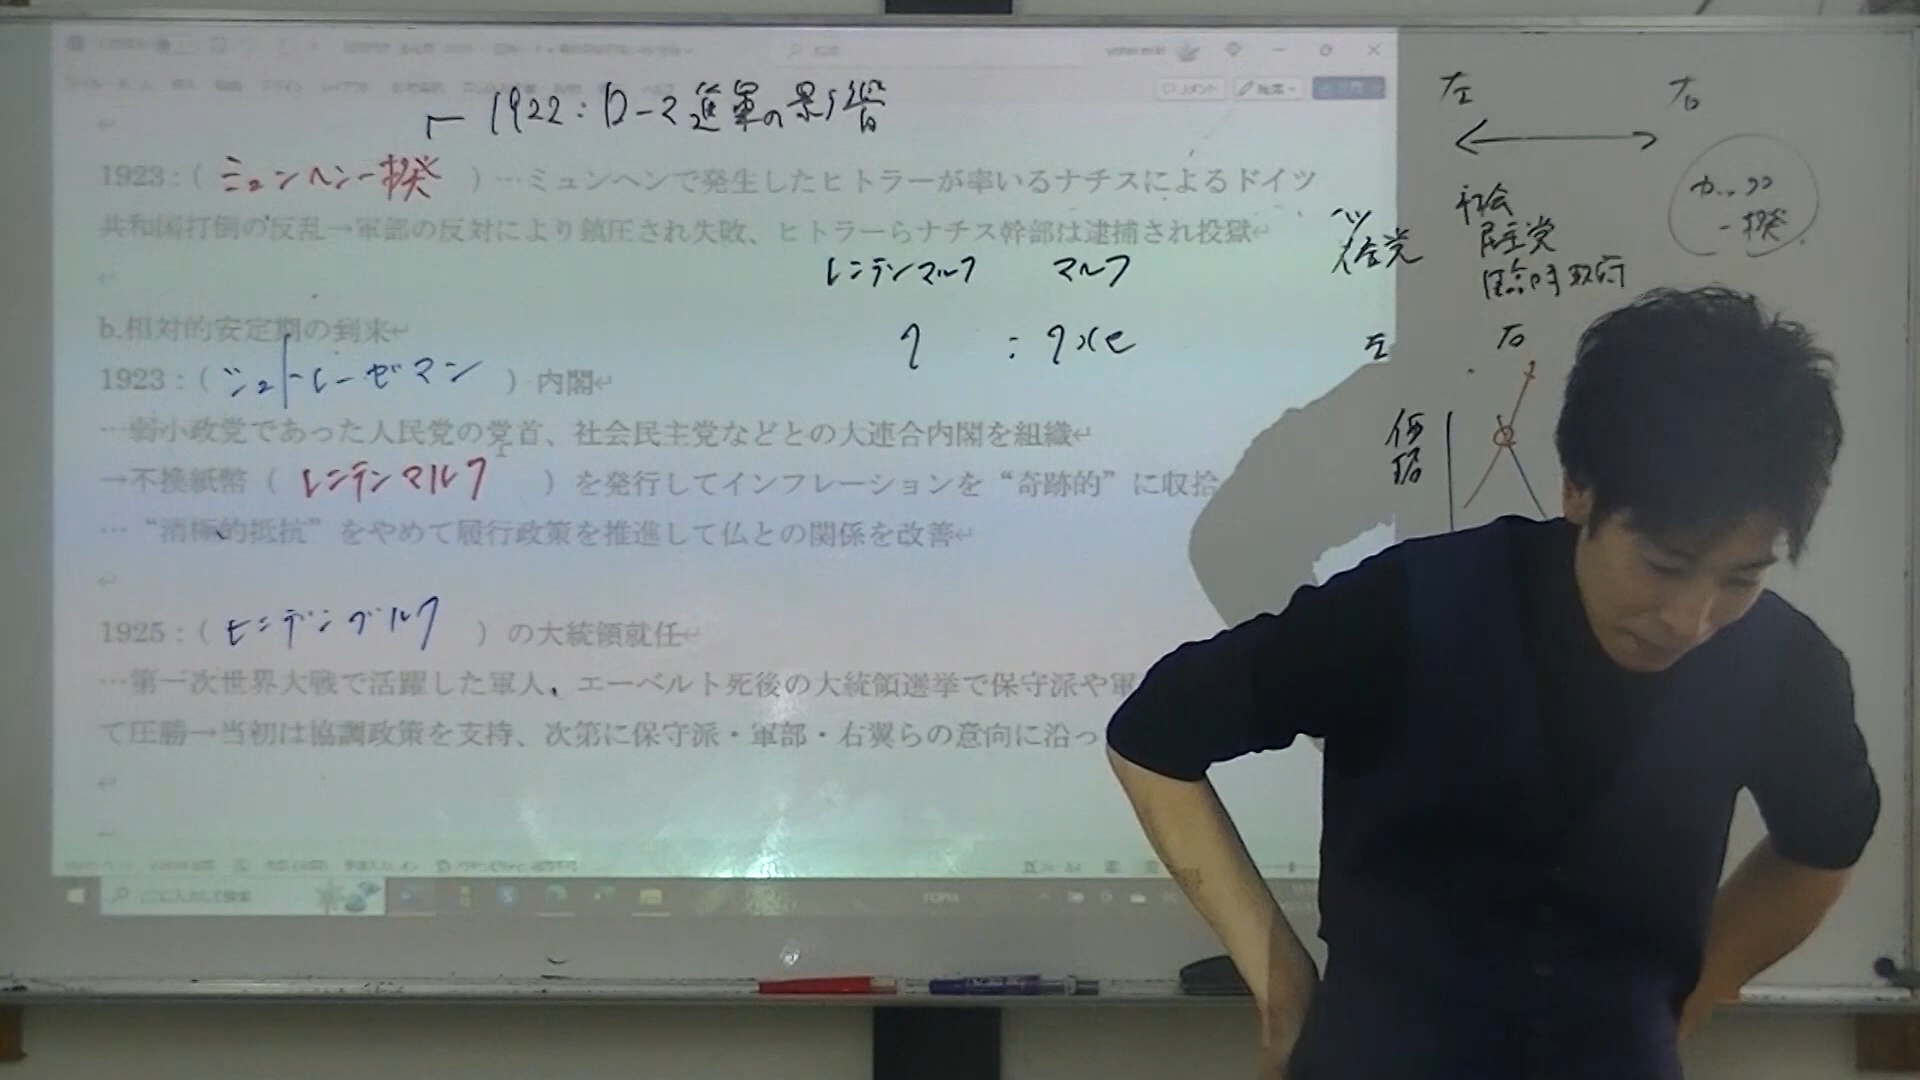 1922:ローマ進軍の影響
1923:( ミュンヘン一揆 )…ミュンヘンで発生したヒトラーが率いるナチスによるドイツ
共和国打倒の反乱→軍部の反対により鎮圧され失敗、ヒトラーらナチス幹部は逮捕され投獄
レンテンマルク マルク
b.相対的安定期の到来
1923:( シュトレーゼマン )内閣
…弱小政党であった人民党の党首、社会民主党などとの大連合内閣を組織
→不換紙幣( レンテンマルク )を発行してインフレーションを“奇跡的”に収拾
…“消極的抵抗”をやめて履行政策を推進して仏との関係を改善
1925:( ヒンデンブルク )の大統領就任
…第一次世界大戦で活躍した軍人、エーベルト死後の大統領選挙で保守派や軍
て圧勝→当初は協調政策を支持、次第に保守派・軍部・右翼らの意向に沿っ
ここに入力して検索
TOPIX
左 右
カップ
一揆
社会
民主党
臨時政府
左 右
価
格